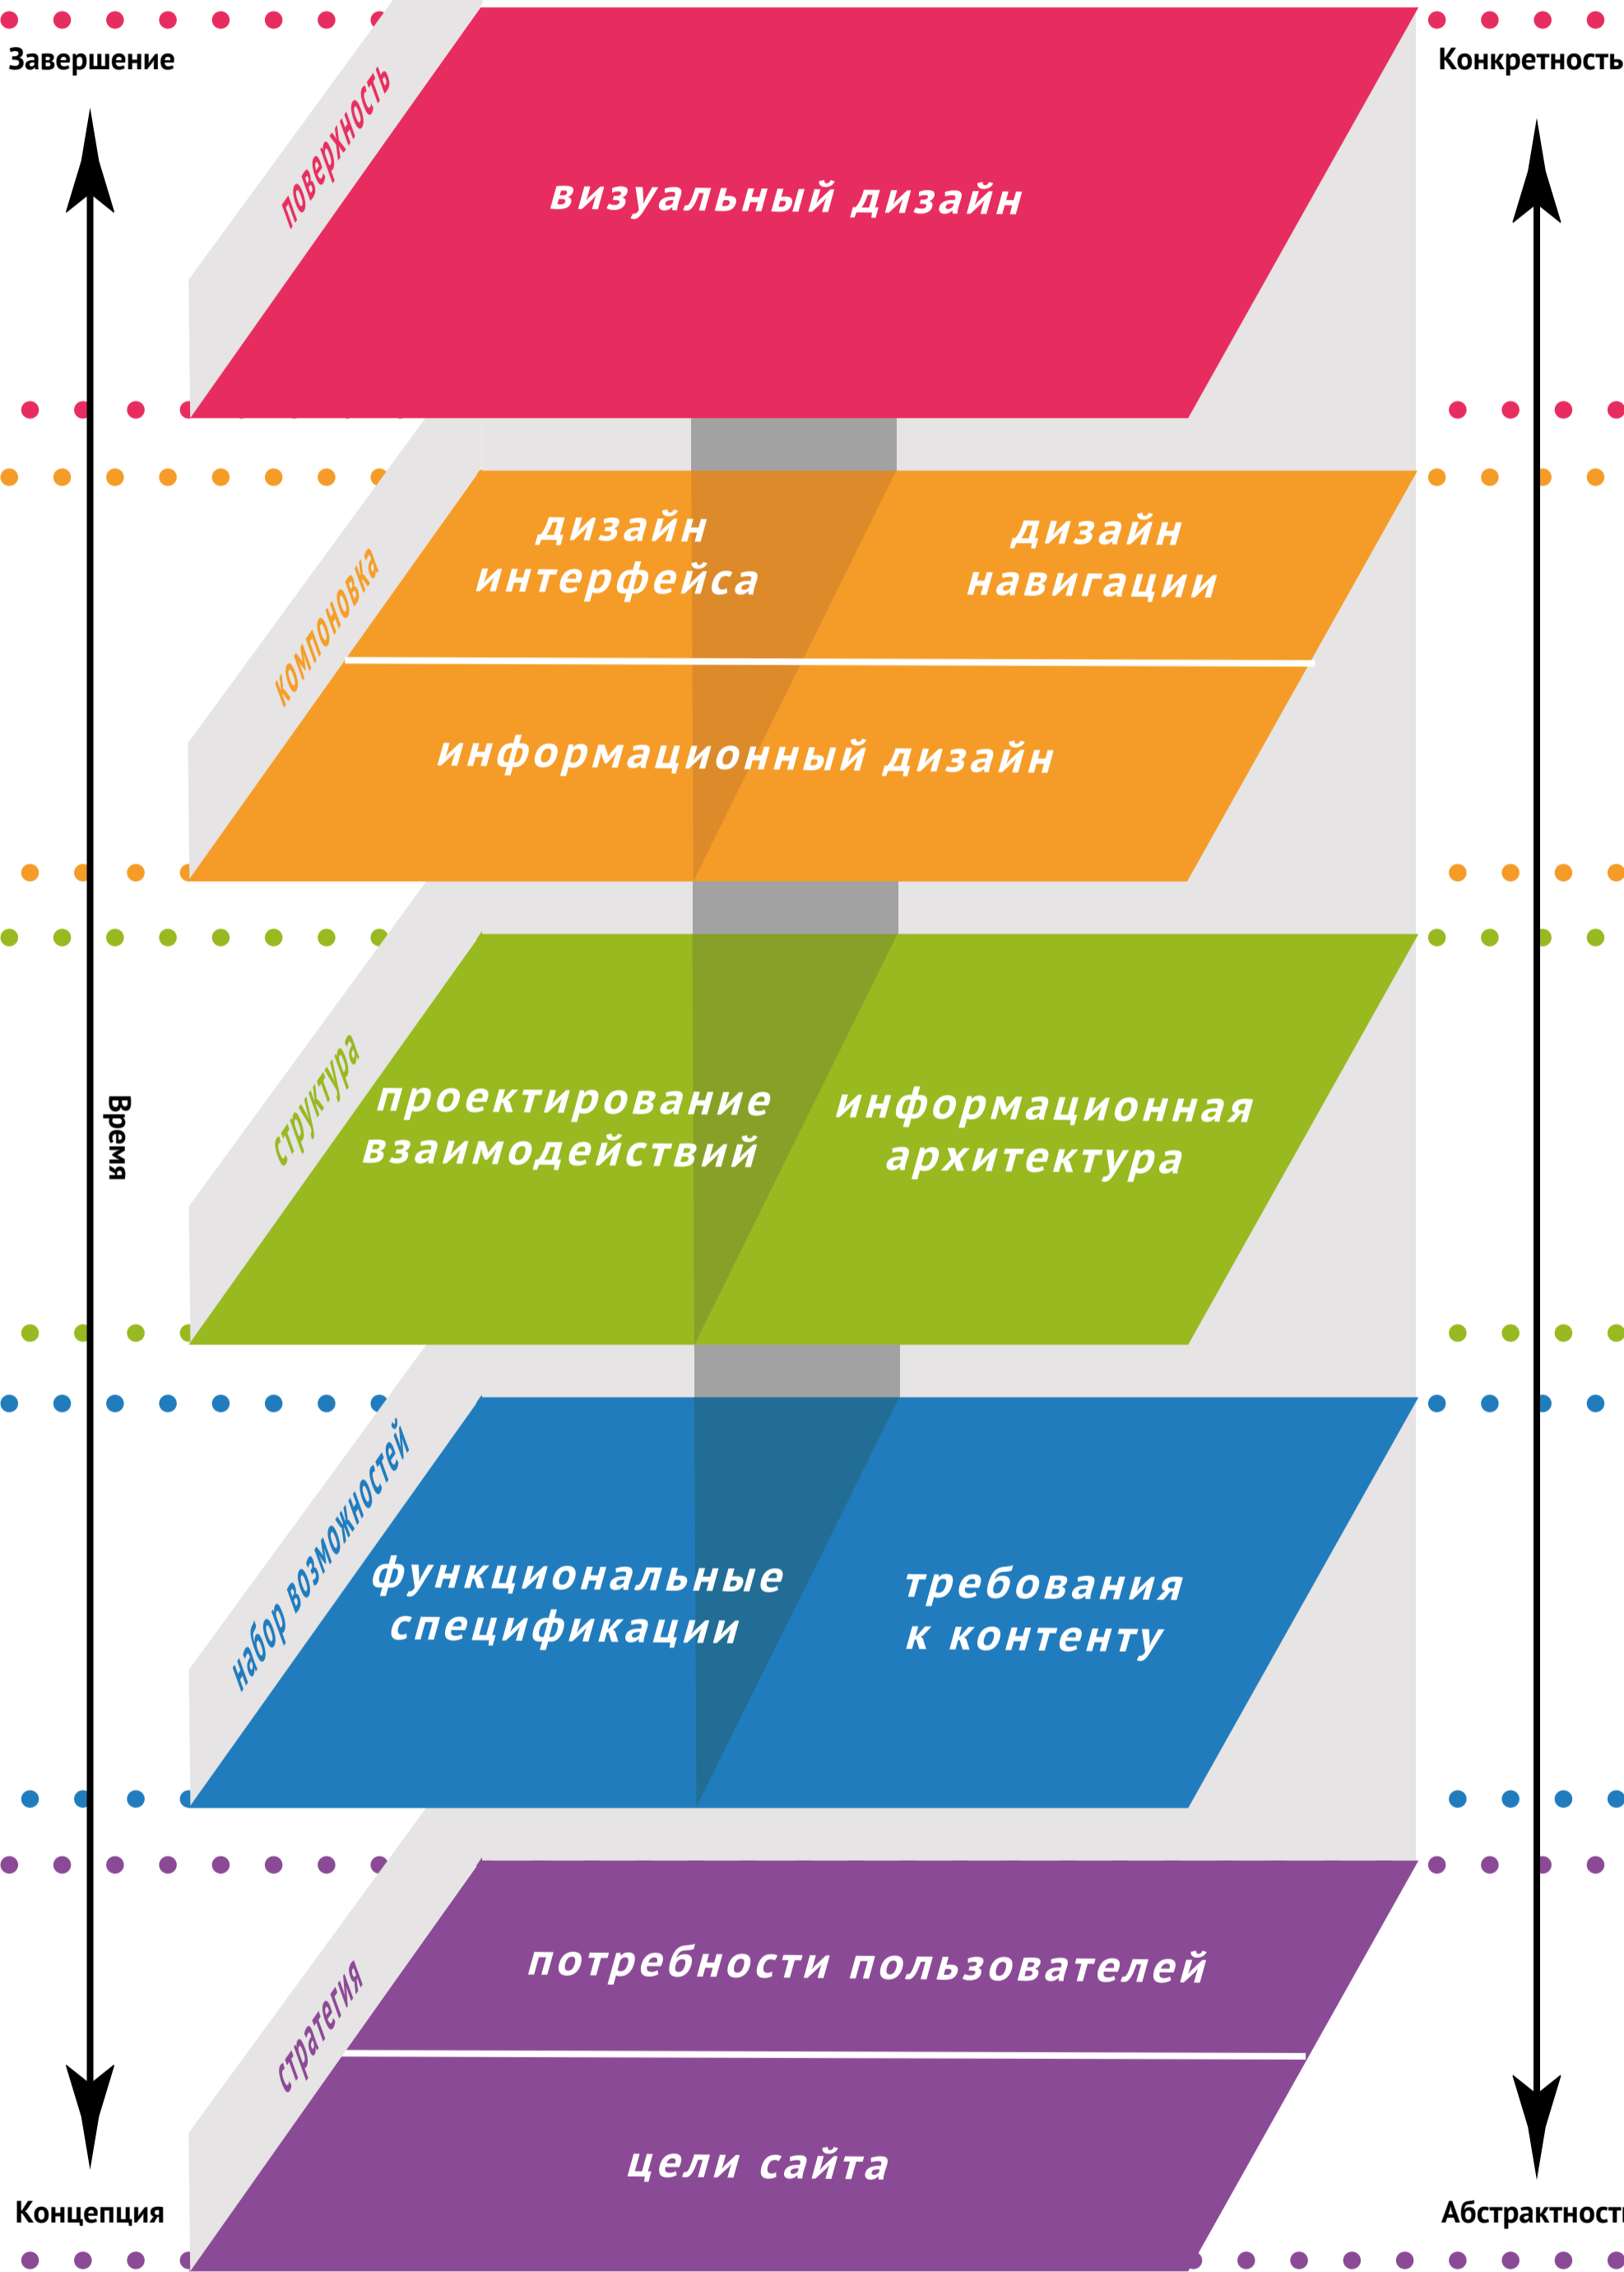 Завершение
Конкретность
поверхность
визуальный дизайн
компоновка
дизайн
интерфейса
дизайн
навигации
информационный дизайн
Время
структура
проектирование
взаимодействий
информационная
архитектура
набор возможностей
функциональные
спецификации
требования
к контенту
стратегия
потребности пользователей
цели сайта
Концепция
Абстрактность